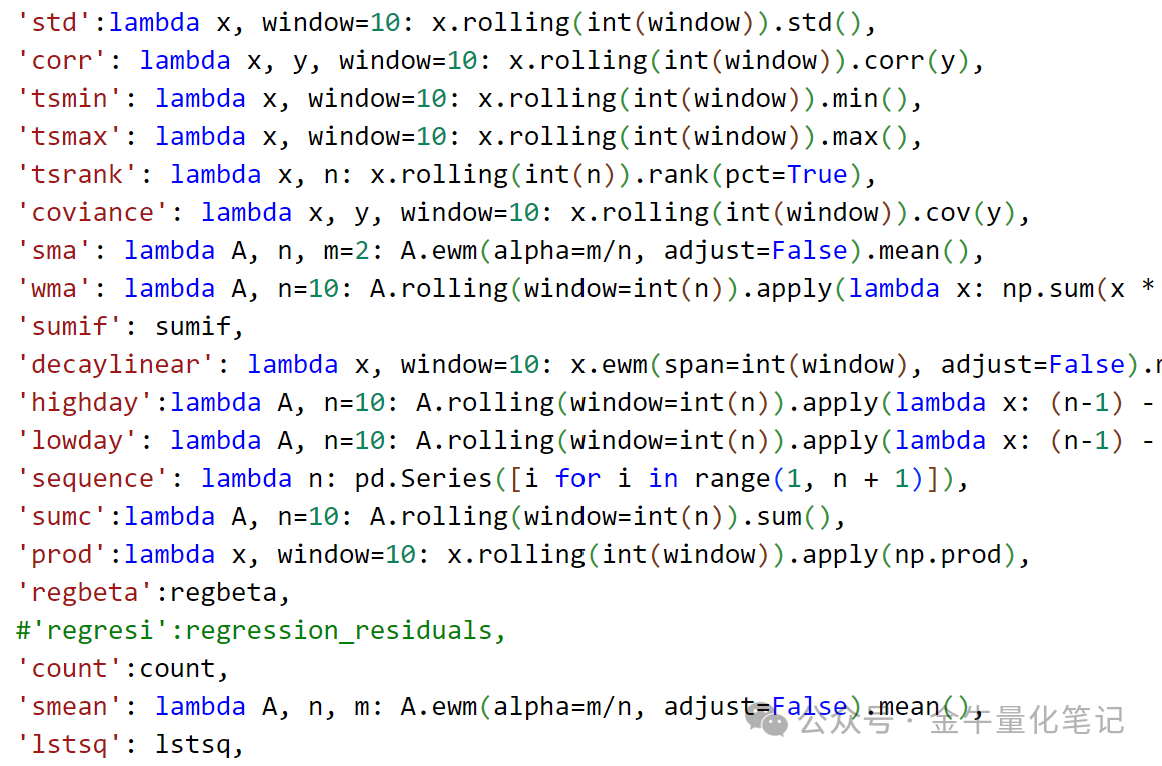 'std':lambda x, window=10: x.rolling(int(window)).std(),
'corr': lambda x, y, window=10: x.rolling(int(window)).corr(y),
'tsmin': lambda x, window=10: x.rolling(int(window)).min(),
'tsmax': lambda x, window=10: x.rolling(int(window)).max(),
'tsrank': lambda x, n: x.rolling(int(n)).rank(pct=True),
'coviance': lambda x, y, window=10: x.rolling(int(window)).cov(y),
'sma': lambda A, n, m=2: A.ewm(alpha=m/n, adjust=False).mean(),
'wma': lambda A, n=10: A.rolling(window=int(n)).apply(lambda x: np.sum(x *
'sumif': sumif,
'decaylinear': lambda x, window=10: x.ewm(span=int(window), adjust=False).
'highday':lambda A, n=10: A.rolling(window=int(n)).apply(lambda x: (n-1) -
'lowday': lambda A, n=10: A.rolling(window=int(n)).apply(lambda x: (n-1) -
'sequence': lambda n: pd.Series([i for i in range(1, n + 1)]),
'sumc':lambda A, n=10: A.rolling(window=int(n)).sum(),
'prod':lambda x, window=10: x.rolling(int(window)).apply(np.prod),
'regbeta':regbeta,
#'regresi':regression_residuals,
'count':count,
'smean': lambda A, n, m: A.ewm(alpha=m/n, adjust=False).mean(),
公众号 · 金牛量化笔记
'lstsq': lstsq,